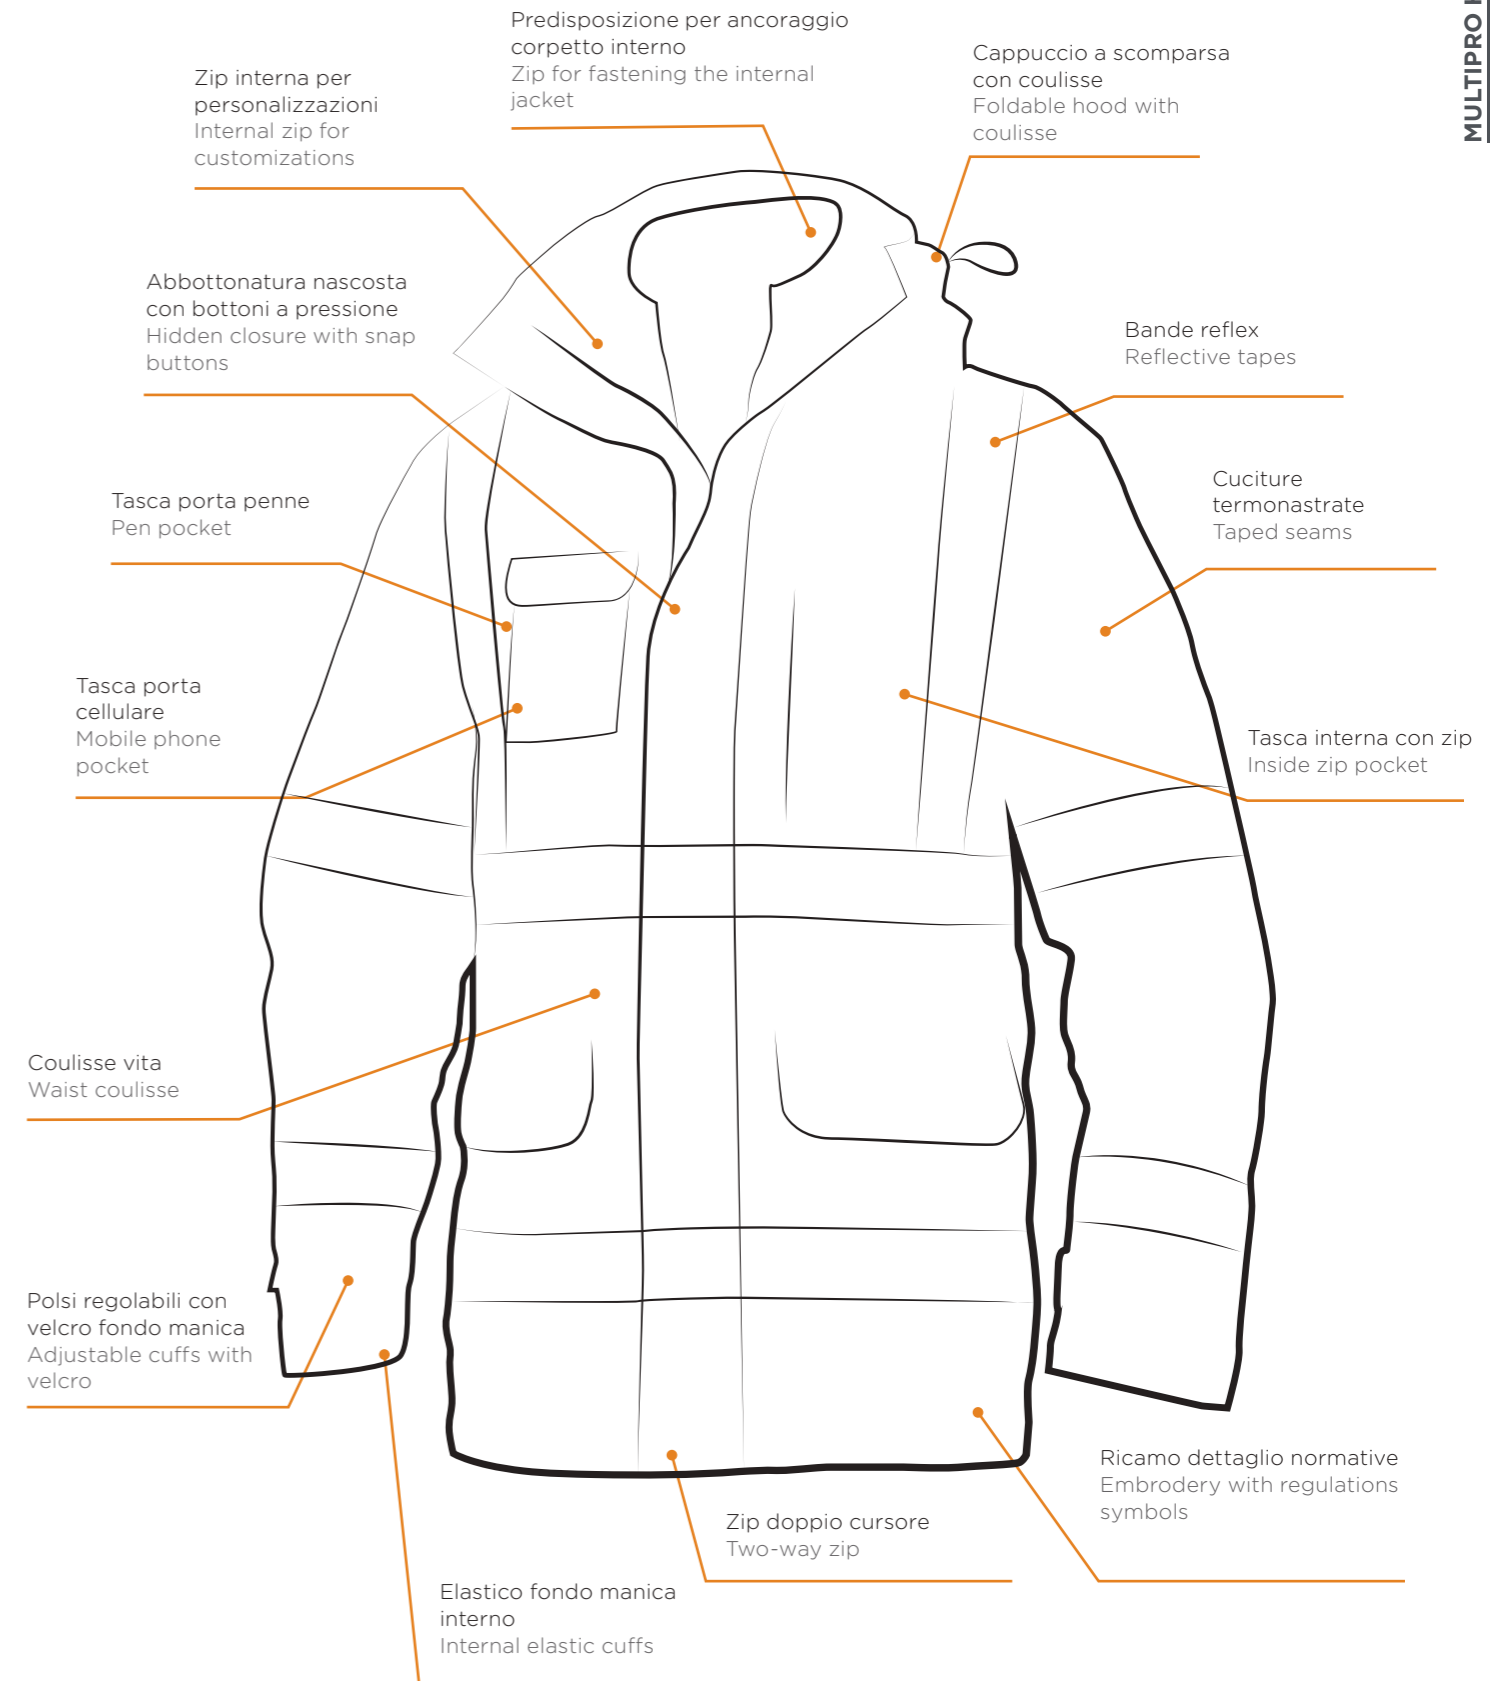 Predisposizione per ancoraggio
corpetto interno
Zip for fastening the internal
jacket
Cappuccio a scomparsa
con coulisse
Foldable hood with
coulisse
MULTIPRO
Zip interna per
personalizzazioni
Internal zip for
customizations
Abbottonatura nascosta
con bottoni a pressione
Hidden closure with snap
buttons
Bande reflex
Reflective tapes
Tasca porta penne
Pen pocket
Cuciture
termonastrate
Taped seams
Tasca porta
cellulare
Mobile phone
pocket
Tasca interna con zip
Inside zip pocket
Coulisse vita
Waist coulisse
Polsi regolabili con
velcro fondo manica
Adjustable cuffs with
velcro
Ricamo dettaglio normative
Embrodery with regulations
symbols
Zip doppio cursore
Two-way zip
Elastico fondo manica
interno
Internal elastic cuffs